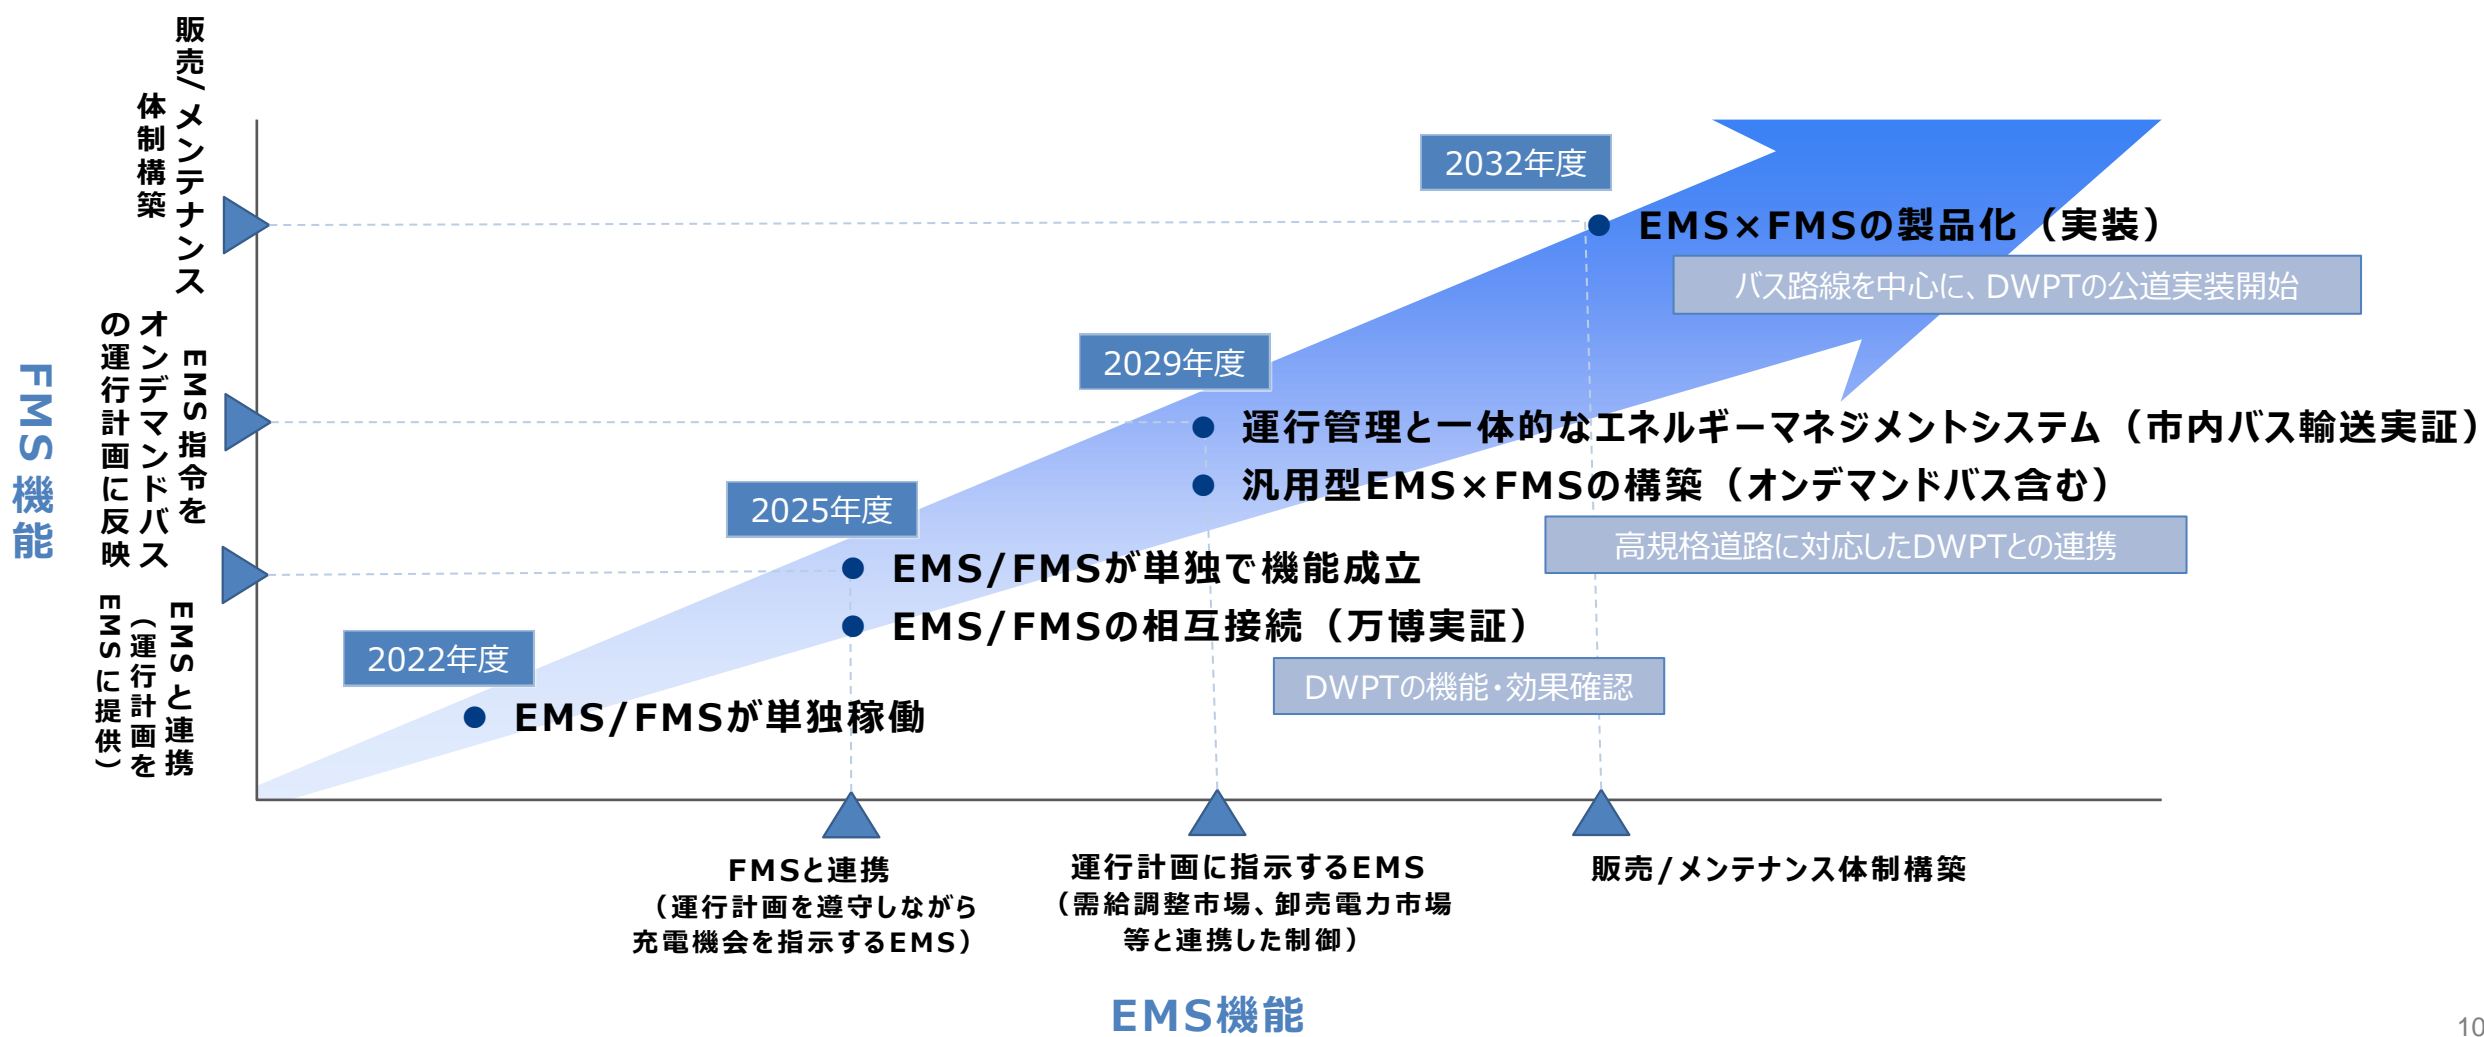 販売/メンテナンス
体制構築
EMS指令を
オンデマンドバス
の運行計画に反映
EMSと連携
（運行計画を
EMSに提供）
FMS機能
2032年度
EMS×FMSの製品化（実装）
バス路線を中心に、DWPTの公道実装開始
2029年度
運行管理と一体的なエネルギーマネジメントシステム（市内バス輸送実証）
汎用型EMS×FMSの構築（オンデマンドバス含む）
高規格道路に対応したDWPTとの連携
2025年度
EMS/FMSが単独で機能成立
EMS/FMSの相互接続（万博実証）
DWPTの機能・効果確認
2022年度
EMS/FMSが単独稼働
FMSと連携
（運行計画を遵守しながら
充電機会を指示するEMS）
運行計画に指示するEMS
（需給調整市場、卸売電力市場
等と連携した制御）
販売/メンテナンス体制構築
EMS機能
10